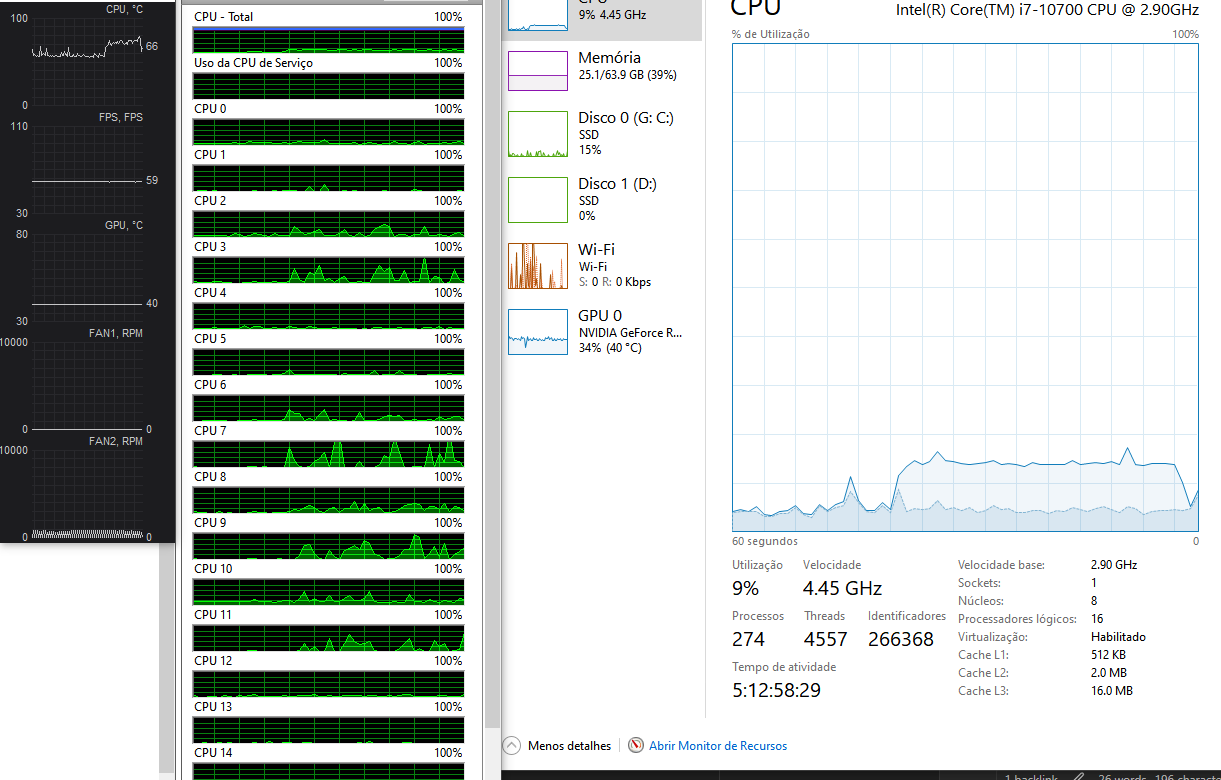 CPU, °C
100
66
0
FPS, FPS
110
59
30
GPU, °C
80
40
30
FAN1, RPM
10000
0
0
FAN2, RPM
10000
0
0
CPU - Total 100%
Uso da CPU de Serviço 100%
CPU 0 100%
CPU 1 100%
CPU 2 100%
CPU 3 100%
CPU 4 100%
CPU 5 100%
CPU 6 100%
CPU 7 100%
CPU 8 100%
CPU 9 100%
CPU 10 100%
CPU 11 100%
CPU 12 100%
CPU 13 100%
CPU 14 100%
CPU
9% 4.45 GHz
Memória
25.1/63.9 GB (39%)
Disco 0 (G: C:)
SSD
15%
Disco 1 (D:)
SSD
0%
Wi-Fi
Wi-Fi
S: 0 R: 0 Kbps
GPU 0
NVIDIA GeForce R...
34% (40 °C)
CPU
Intel(R) Core(TM) i7-10700 CPU @ 2.90GHz
% de Utilização 100%
60 segundos 0
Utilização Velocidade
9% 4.45 GHz
Processos Threads Identificadores
274 4557 266368
Tempo de atividade
5:12:58:29
Velocidade base: 2.90 GHz
Sockets: 1
Núcleos: 8
Processadores lógicos: 16
Virtualização: Habilitado
Cache L1: 512 KB
Cache L2: 2.0 MB
Cache L3: 16.0 MB
Menos detalhes
Abrir Monitor de Recursos
1 backlink 26 words 196 characters